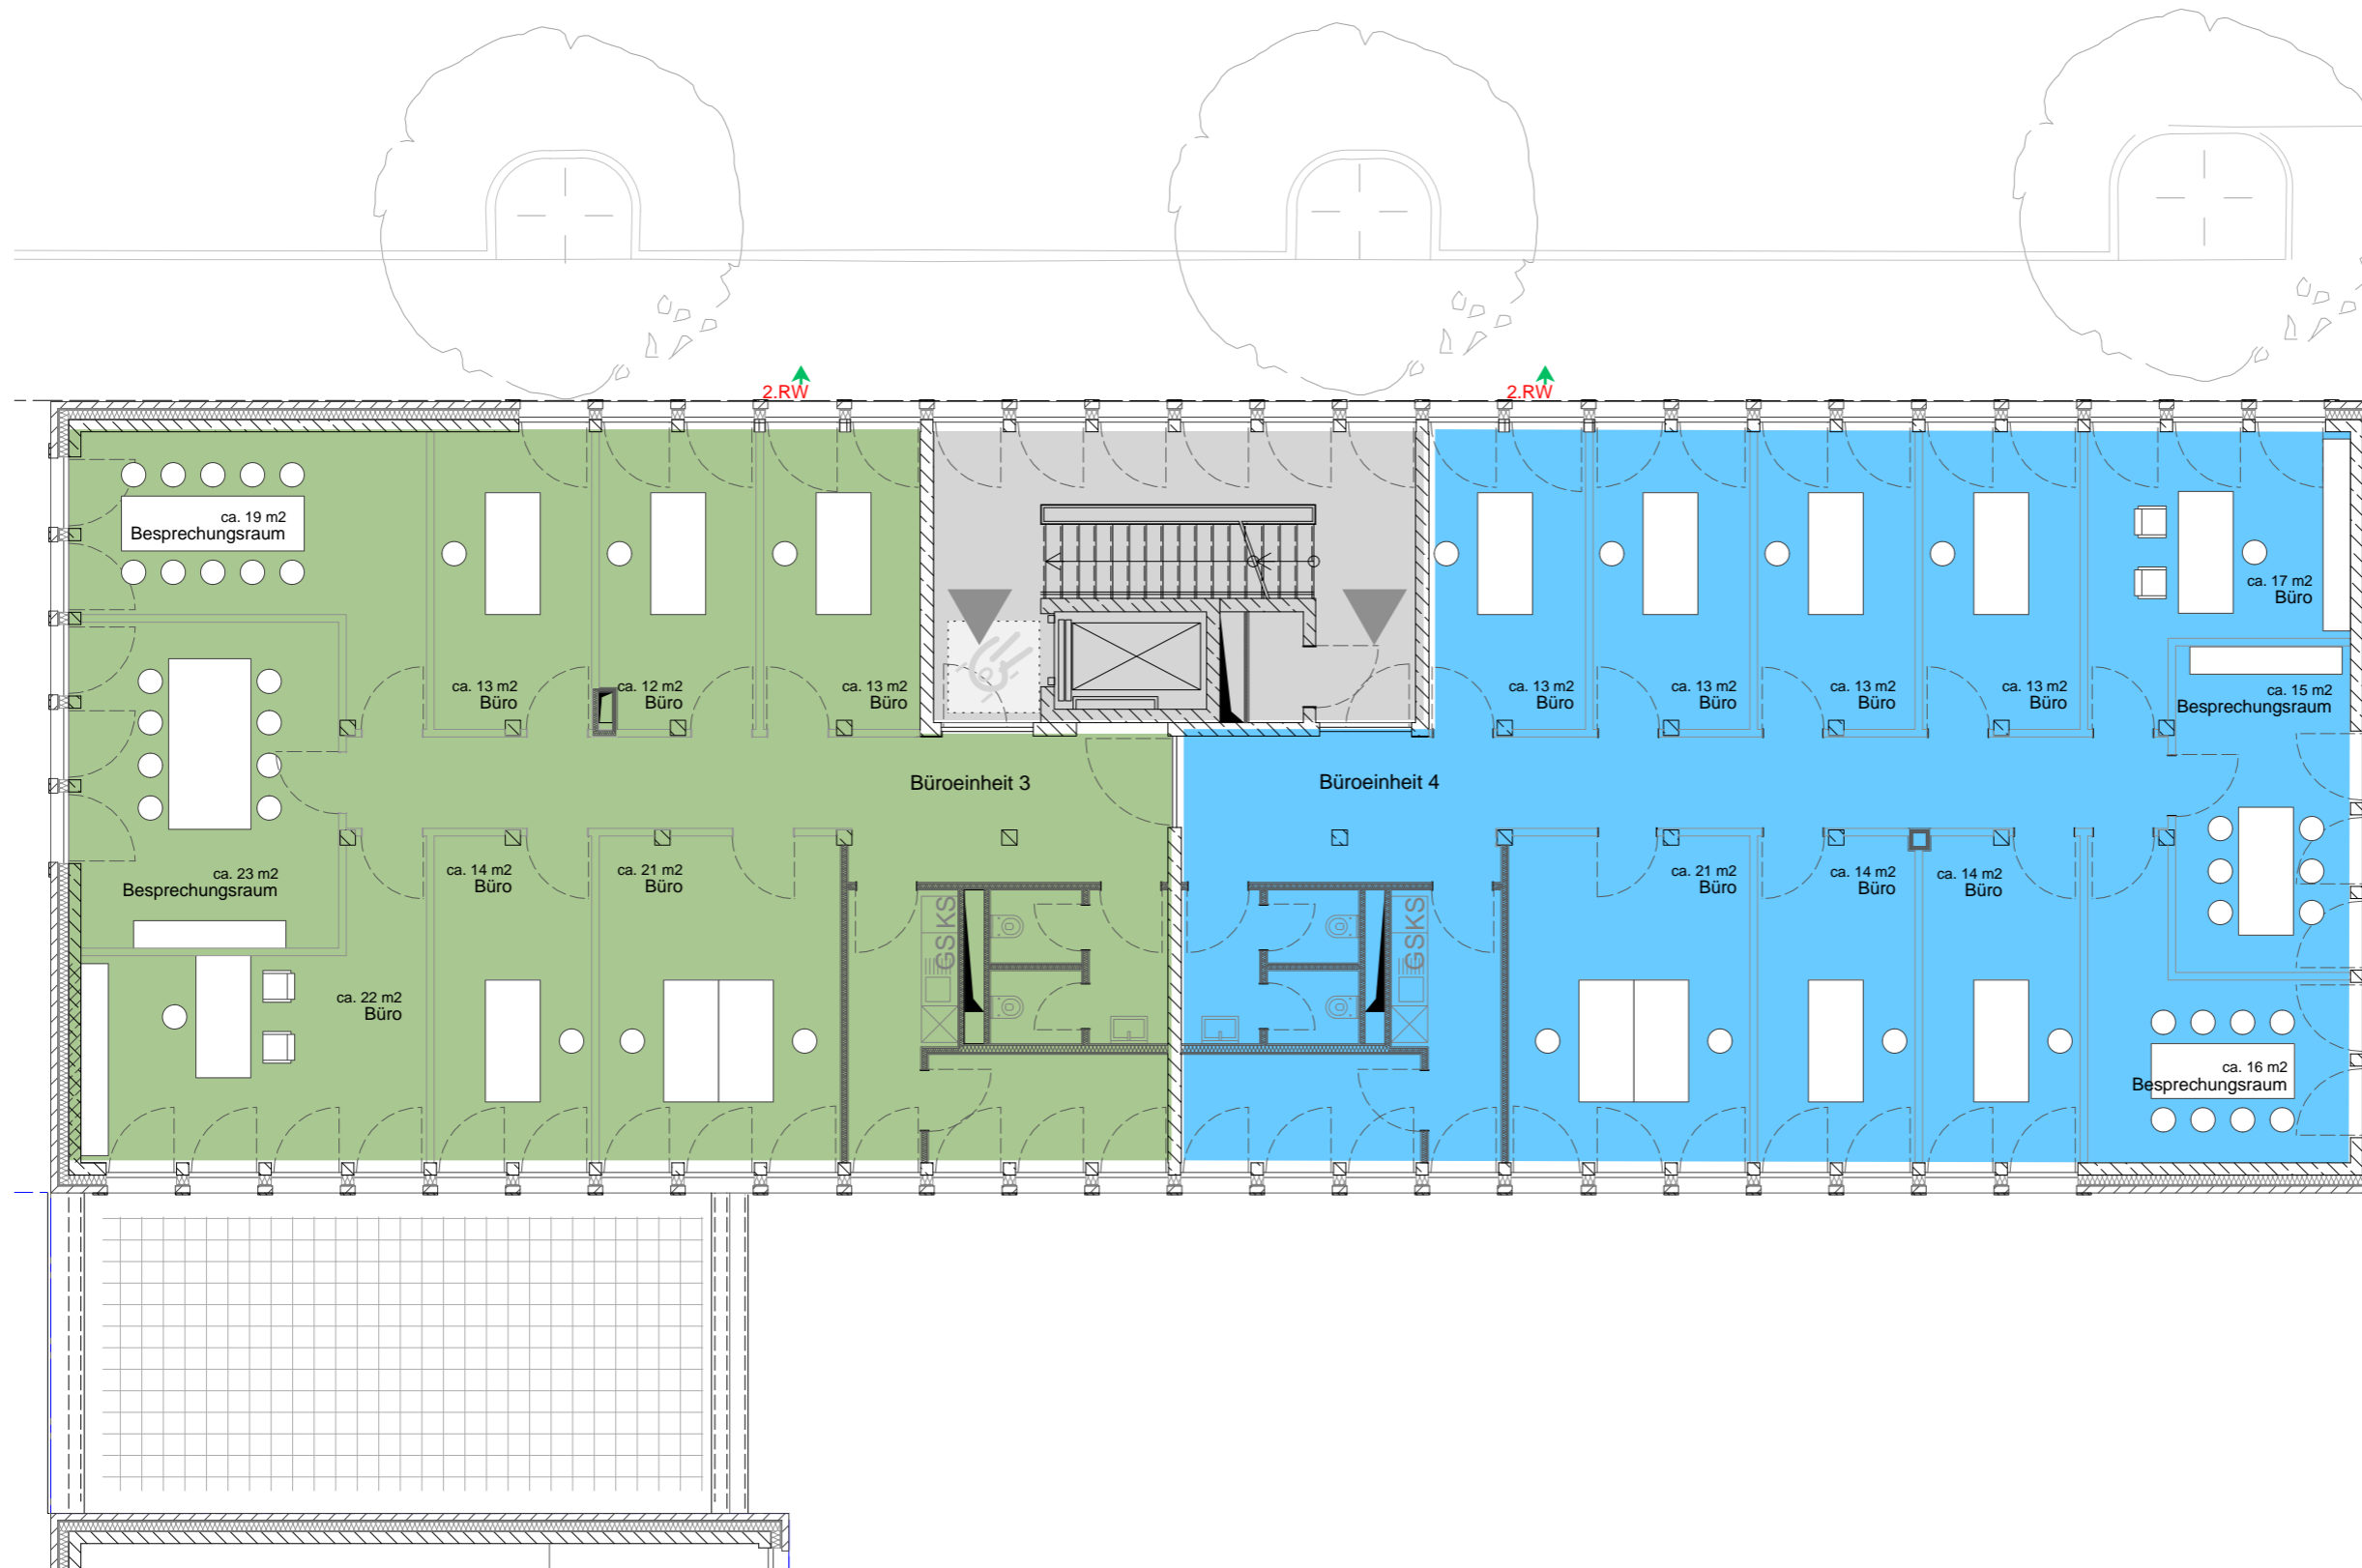 2.RW
2.RW
ca. 19 m2
Besprechungsraum
ca. 17 m2
Büro
ca. 13 m2
Büro
ca. 12 m2
Büro
ca. 13 m2
Büro
ca. 13 m2
Büro
ca. 13 m2
Büro
ca. 13 m2
Büro
ca. 13 m2
Büro
ca. 15 m2
Besprechungsraum
Büroeinheit 3
Büroeinheit 4
ca. 23 m2
Besprechungsraum
ca. 14 m2
Büro
ca. 21 m2
Büro
ca. 21 m2
Büro
ca. 14 m2
Büro
ca. 14 m2
Büro
GSKS
GSKS
ca. 22 m2
Büro
ca. 16 m2
Besprechungsraum